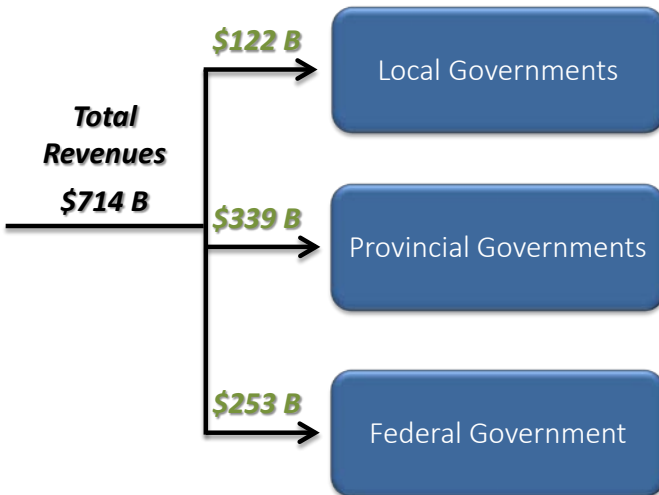 $122 B
Local Governments
Total
Revenues
$714 B
$339 B
Provincial Governments
$253 B
Federal Government